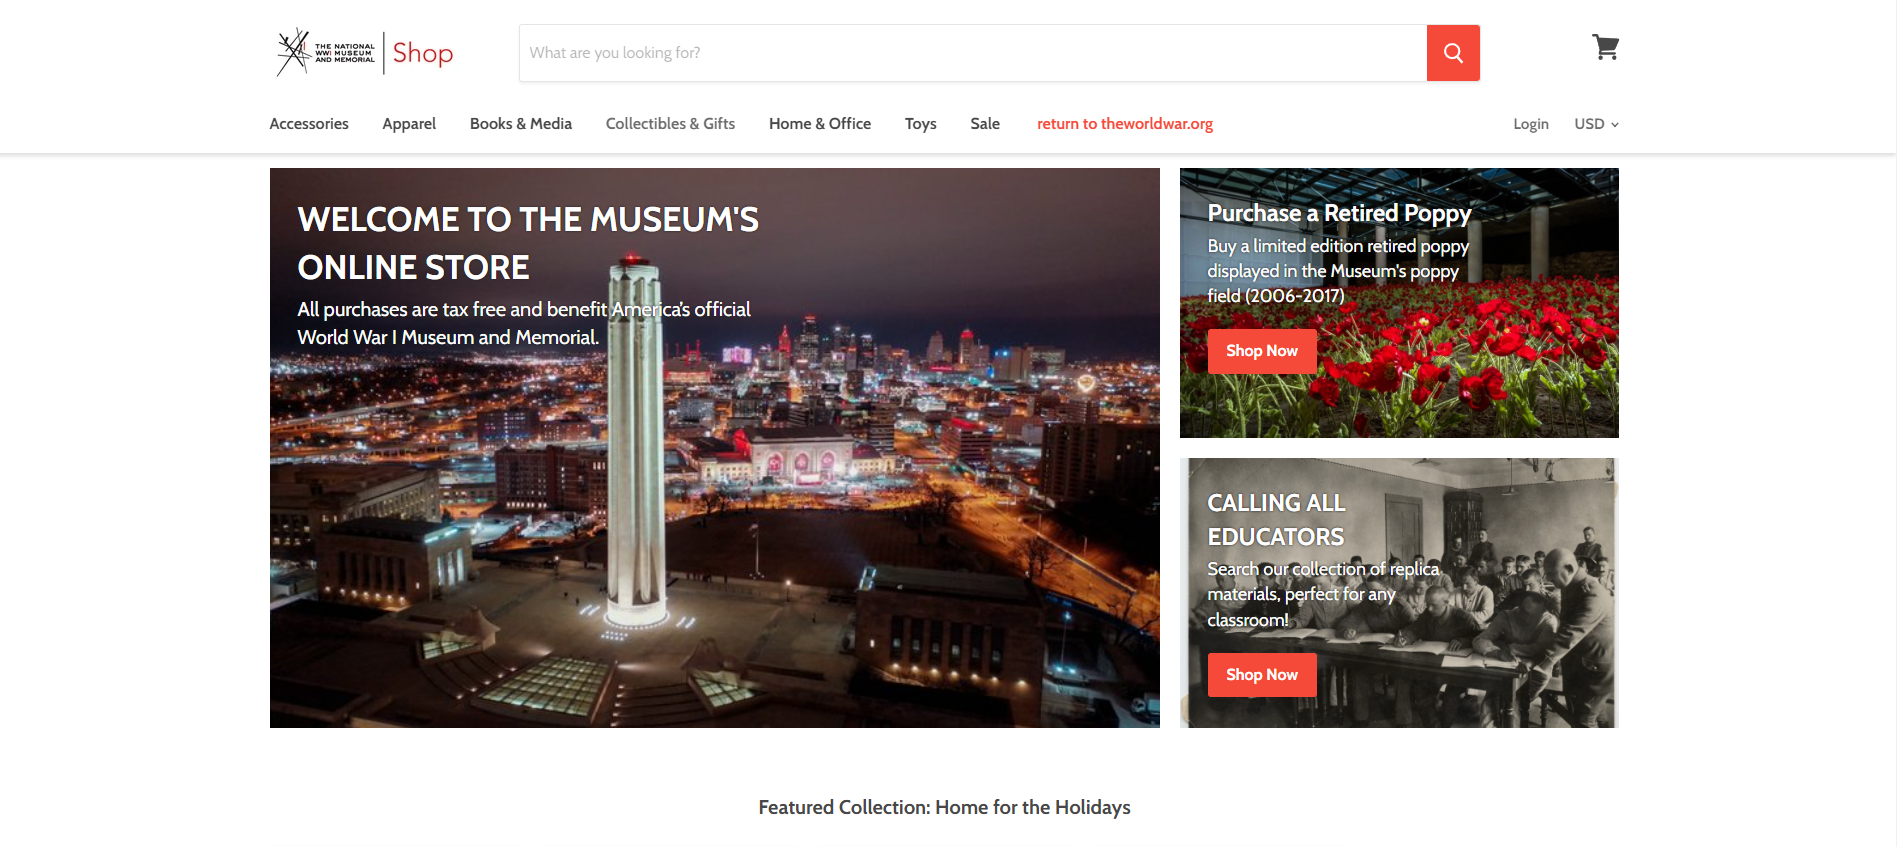 THE NATIONAL
WWI MUSEUM
AND MEMORIAL
Shop
What are you looking for?
Accessories
Apparel
Books & Media
Collectibles & Gifts
Home & Office
Toys
Sale
return to theworldwar.org
Login
USD
WELCOME TO THE MUSEUM'S
ONLINE STORE
All purchases are tax free and benefit America's official
World War I Museum and Memorial.
Purchase a Retired Poppy
Buy a limited edition retired poppy
displayed in the Museum's poppy
field (2006-2017)
Shop Now
CALLING ALL
EDUCATORS
Search our collection of replica
materials, perfect for any
classroom!
Shop Now
Featured Collection: Home for the Holidays